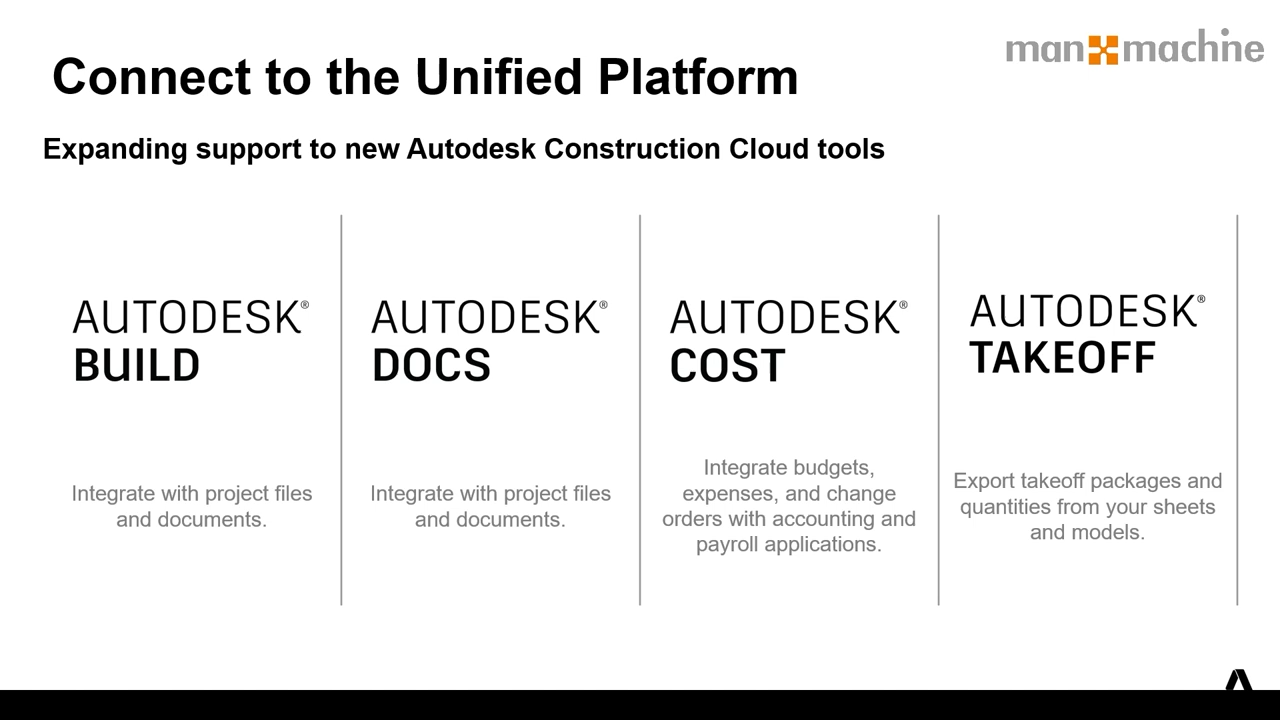 man machine
Connect to the Unified Platform
Expanding support to new Autodesk Construction Cloud tools
AUTODESK®
BUILD
Integrate with project files
and documents.
AUTODESK®
DOCS
Integrate with project files
and documents.
AUTODESK®
COST
Integrate budgets,
expenses, and change
orders with accounting and
payroll applications.
AUTODESK®
TAKEOFF
Export takeoff packages and
quantities from your sheets
and models.